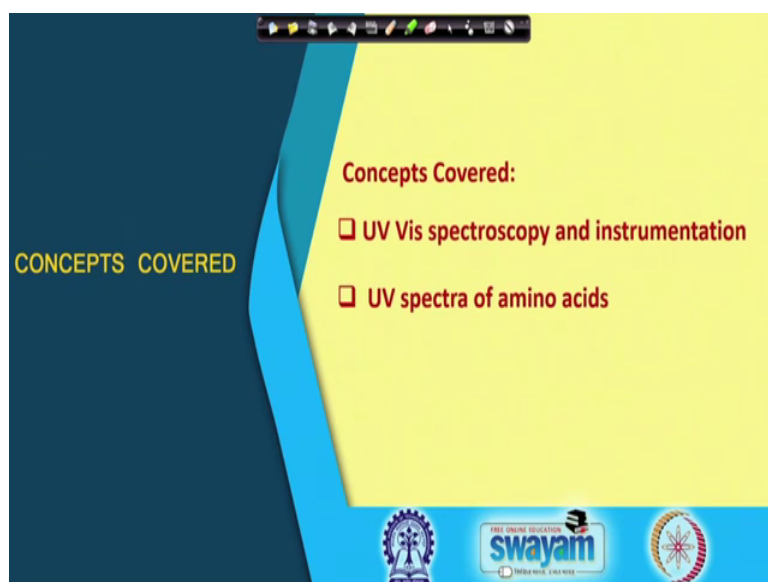 CONCEPTS COVERED
Concepts Covered:
UV Vis spectroscopy and instrumentation
UV spectra of amino acids
FREE ONLINE EDUCATION
swayam